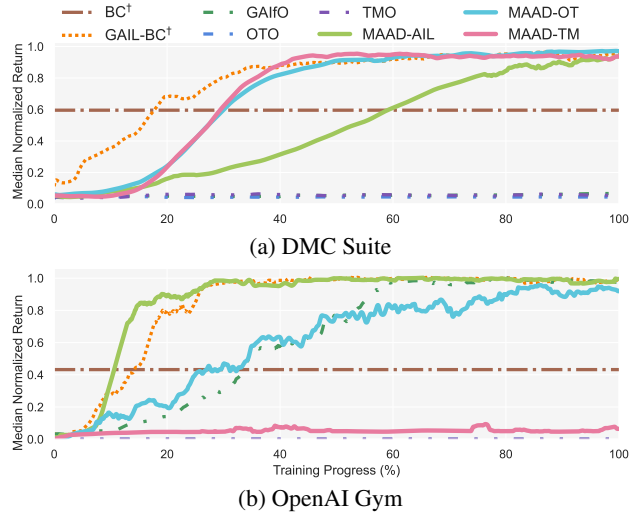 BC† GAIfO TMO MAAD-OT
GAIL-BC† OTO MAAD-AIL MAAD-TM
Median Normalized Return
1.0
0.8
0.6
0.4
0.2
0.0
0 20 40 60 80 100
(a) DMC Suite
Median Normalized Return
1.0
0.8
0.6
0.4
0.2
0.0
0 20 40 60 80 100
Training Progress (%)
(b) OpenAI Gym